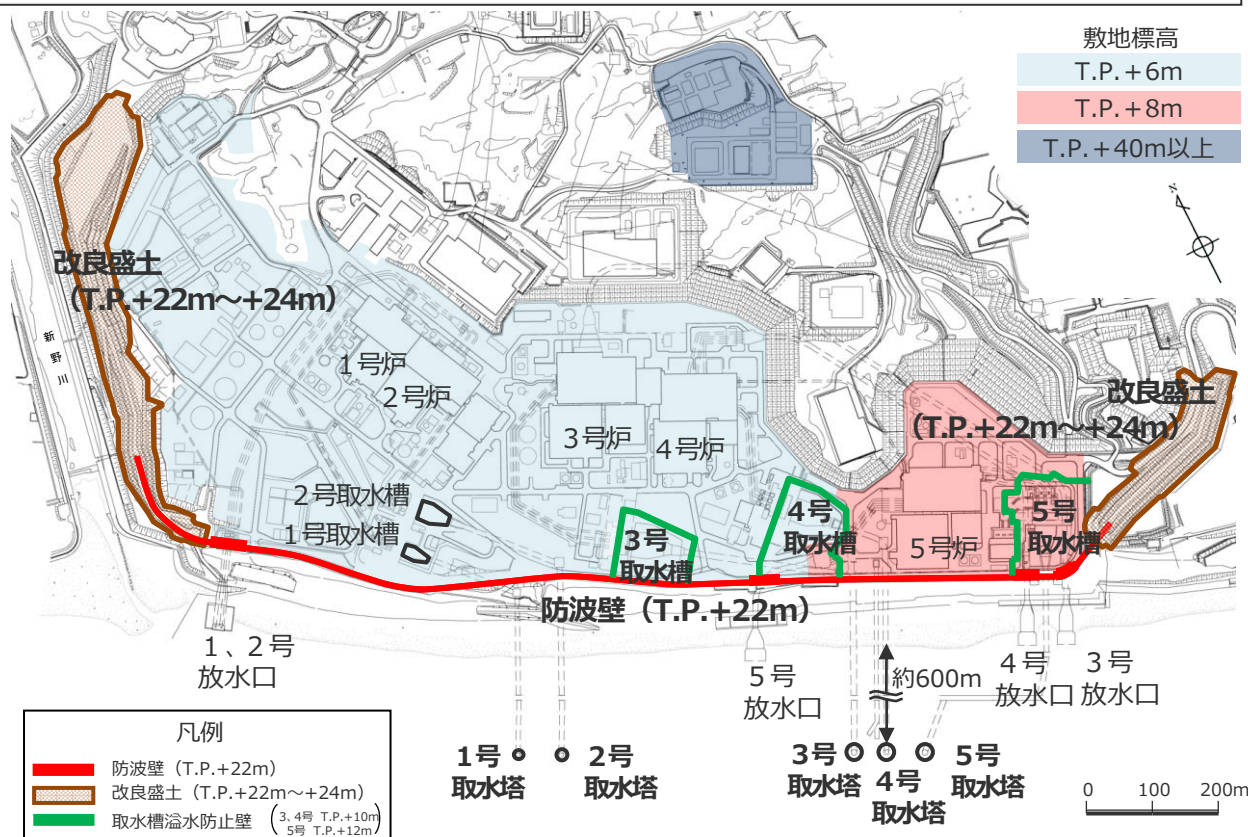 敷地標高
T.P.+6m
T.P.+8m
T.P.+40m以上
N
改良盛土
（T.P.+22m～+24m）
新野川
1号炉
2号炉
3号炉
4号炉
改良盛土
（T.P.+22m～+24m）
2号取水槽
1号取水槽
3号
取水槽
4号
取水槽
5号炉
5号
取水槽
防波壁（T.P.+22m）
1、2号
放水口
5号
放水口
約600m
4号
放水口
3号
放水口
1号
取水塔
2号
取水塔
3号
取水塔
4号
取水塔
5号
取水塔
凡例
防波壁（T.P.+22m）
改良盛土（T.P.+22m～+24m）
取水槽溢水防止壁（3、4号 T.P.+10m
5号 T.P.+12m）
0 100 200m